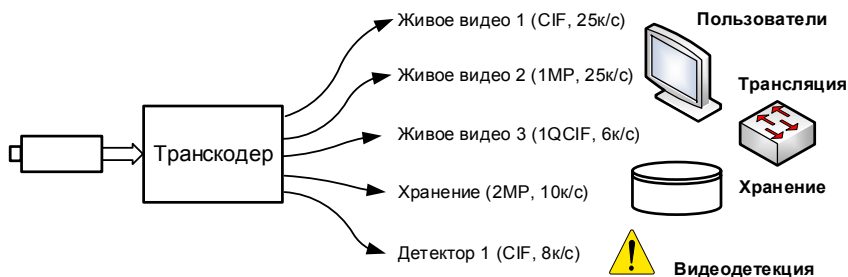 Живое видео 1 (CIF, 25к/с)
Пользователи
Живое видео 2 (1MP, 25к/с)
Трансляция
Живое видео 3 (1QCIF, 6к/с)
Транскодер
Хранение (2MP, 10к/с)
Хранение
Детектор 1 (CIF, 8к/с)
Видеодетекция